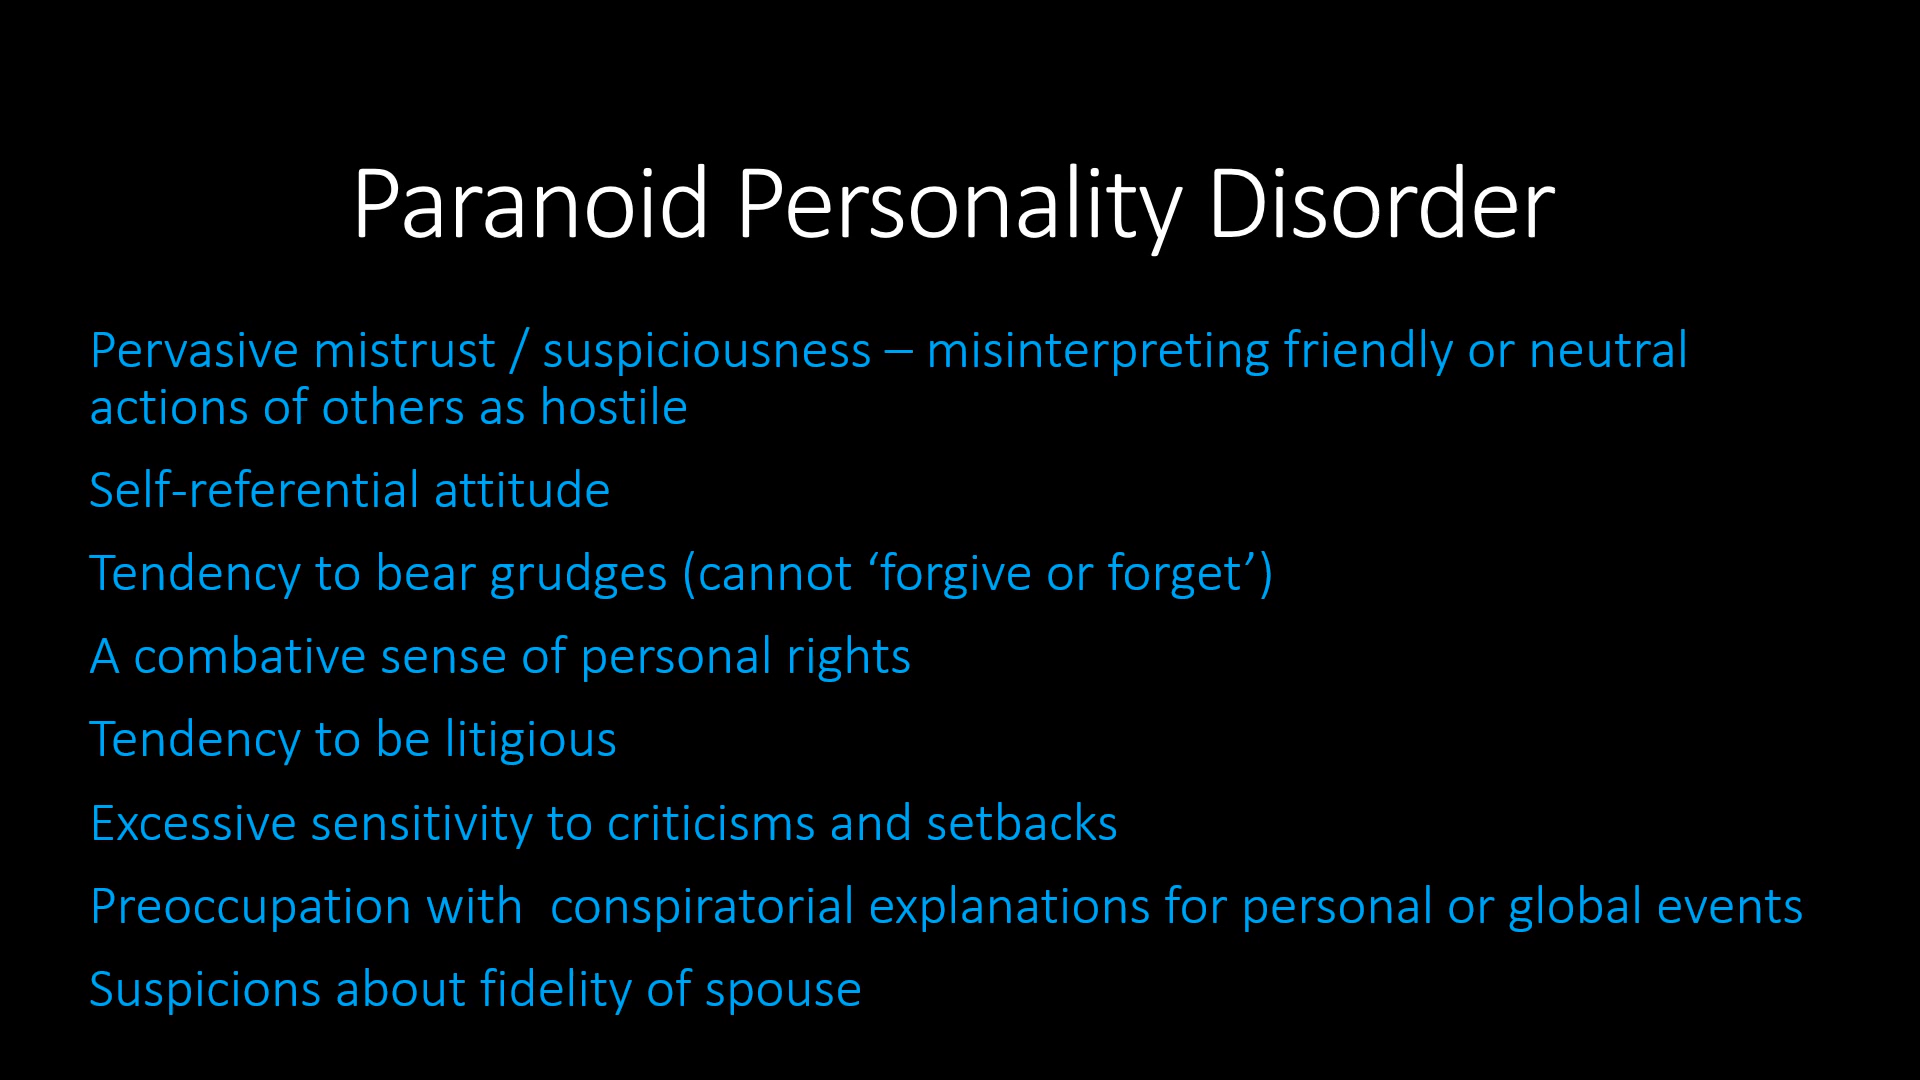 Paranoid Personality Disorder
Pervasive mistrust / suspiciousness – misinterpreting friendly or neutral
actions of others as hostile
Self-referential attitude
Tendency to bear grudges (cannot ‘forgive or forget’)
A combative sense of personal rights
Tendency to be litigious
Excessive sensitivity to criticisms and setbacks
Preoccupation with  conspiratorial explanations for personal or global events
Suspicions about fidelity of spouse